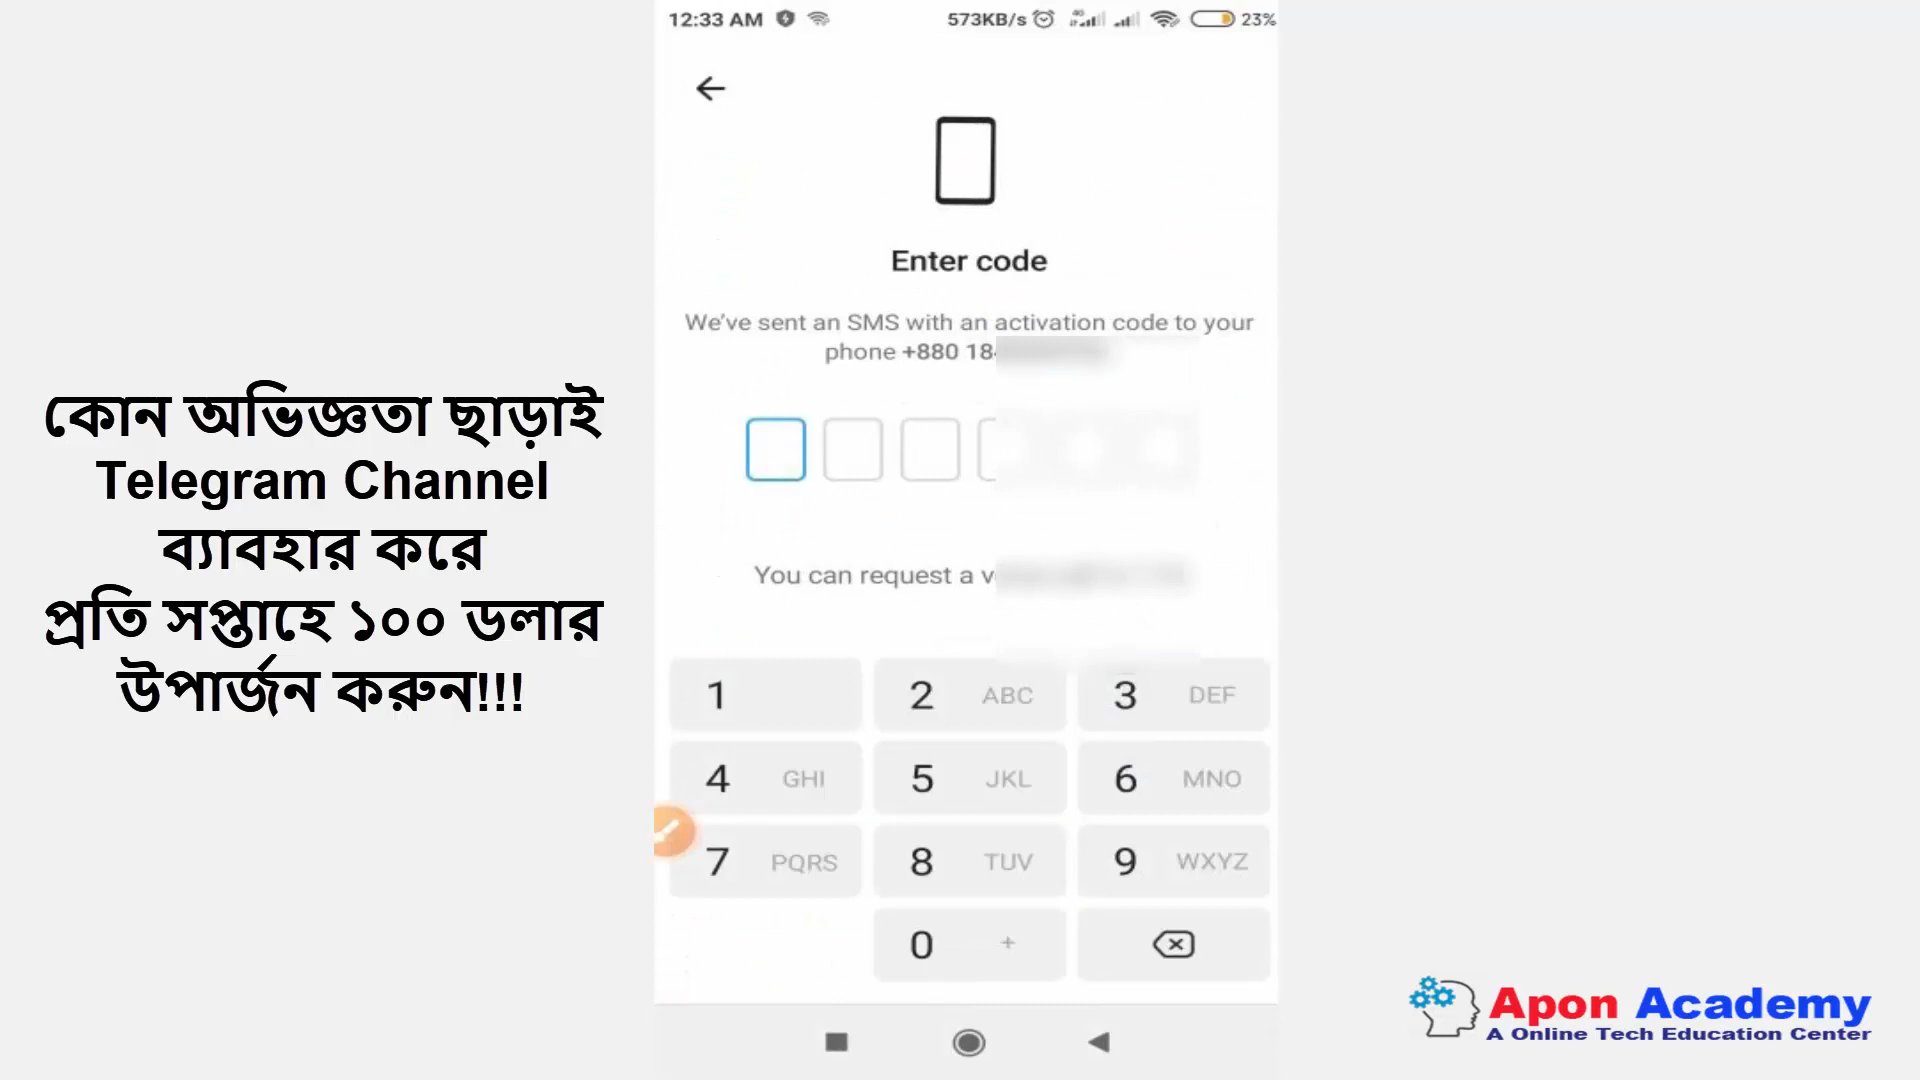 12:33 AM 573KB/s 4G 23%
Enter code
We've sent an SMS with an activation code to your
phone +880 18
কোন অভিজ্ঞতা ছাড়াই
Telegram Channel
ব্যাবহার করে
প্রতি সপ্তাহে ১০০ ডলার
উপার্জন করুন!!!
You can request a
1 2 ABC 3 DEF
4 GHI 5 JKL 6 MNO
7 PQRS 8 TUV 9 WXYZ
0 +
Apon Academy
A Online Tech Education Center